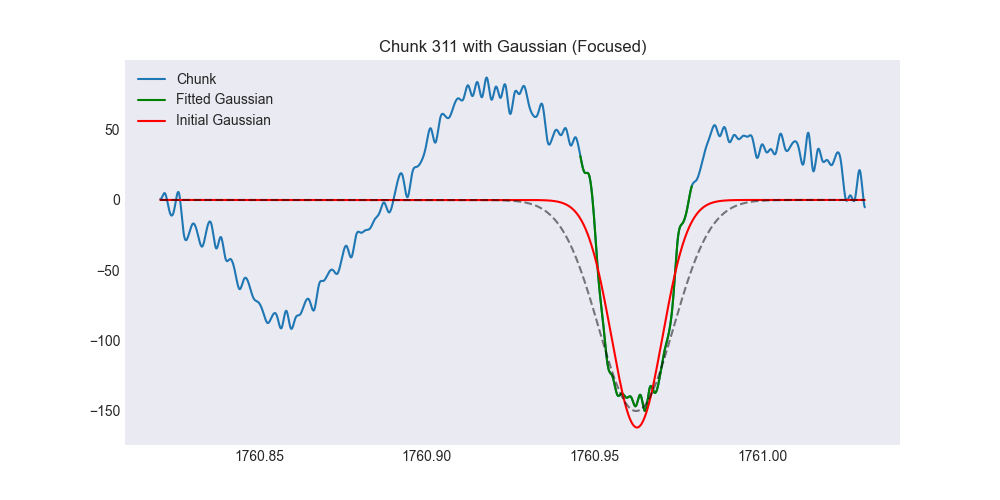 Chunk 311 with Gaussian (Focused)
Chunk
Fitted Gaussian
Initial Gaussian
50
0
−50
−100
−150
1760.85 1760.90 1760.95 1761.00